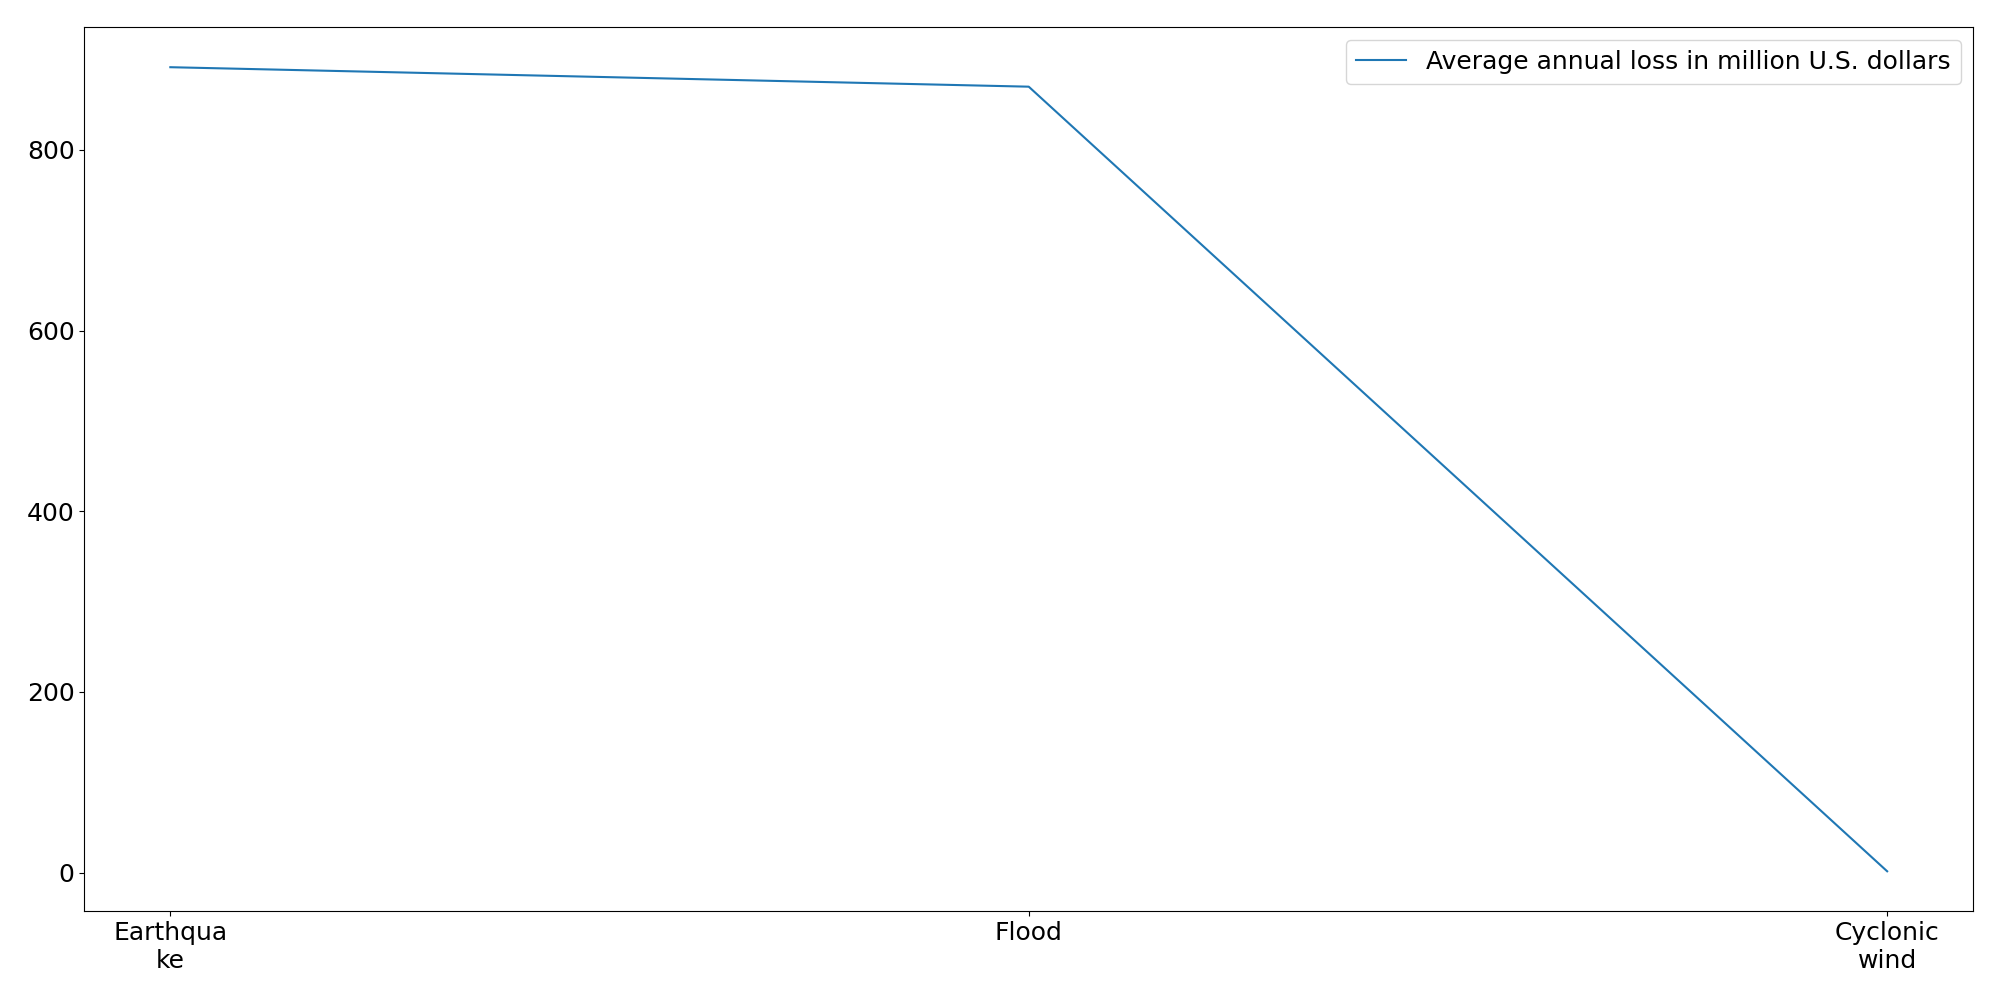 Average annual loss in million U.S. dollars
800
600
400
200
0
Earthqua
ke
Flood
Cyclonic
wind